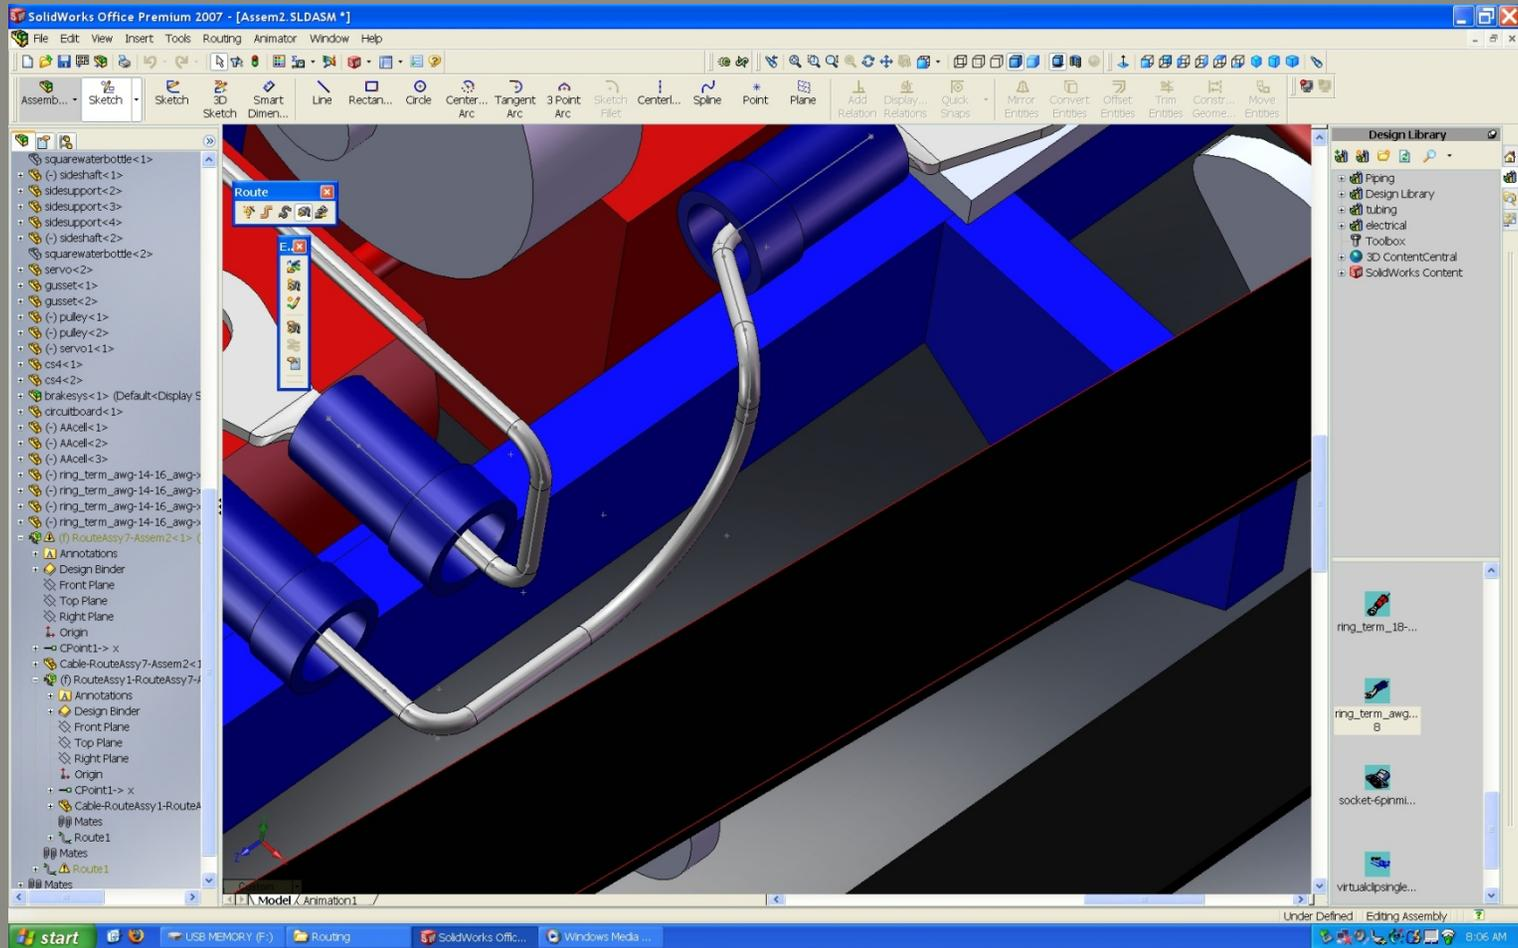 SolidWorks Office Premium 2007 - [Assem2.SLDASM *]
File Edit View Insert Tools Routing Animator Window Help
Assemb... Sketch Sketch 3D Sketch Smart Dimen... Line Rectan... Circle Center... Arc Tangent Arc 3 Point Arc Sketch Fillet Centerl... Spline Point Plane Add Relation Display... Relations Quick Snaps Mirror Entities Convert Entities Offset Entities Trim Entities Constr... Geome... Move Entities
squarewaterbottle<1>
(-) sideshaft<1>
sidesupport<2>
sidesupport<3>
sidesupport<4>
(-) sideshaft<2>
squarewaterbottle<2>
servo<2>
gusset<1>
gusset<2>
(-) pulley<1>
(-) pulley<2>
(-) servo1<1>
cs4<1>
cs4<2>
brakesys<1> (Default<Display S
circuitboard<1>
(-) AAcell<1>
(-) AAcell<2>
(-) AAcell<3>
(-) ring_term_awg-14-16_awg-
(-) ring_term_awg-14-16_awg-
(-) ring_term_awg-14-16_awg-
(-) ring_term_awg-14-16_awg-
(f) RouteAssy7-Assem2<1> (
Annotations
Design Binder
Front Plane
Top Plane
Right Plane
Origin
CPoint1-> x
Cable-RouteAssy7-Assem2<1
(f) RouteAssy1-RouteAssy7-
Annotations
Design Binder
Front Plane
Top Plane
Right Plane
Origin
CPoint1-> x
Cable-RouteAssy1-RouteA
Mates
Route1
Mates
Route1
Mates
Route
E..
Z
Model Animation1
Design Library
Piping
Design Library
tubing
electrical
Toolbox
3D ContentCentral
SolidWorks Content
ring_term_18-...
ring_term_awg...
8
socket-6pinmi...
virtualclipsingle...
Under Defined Editing Assembly
start USB MEMORY (F:) Routing SolidWorks Offic... Windows Media ... 8:06 AM